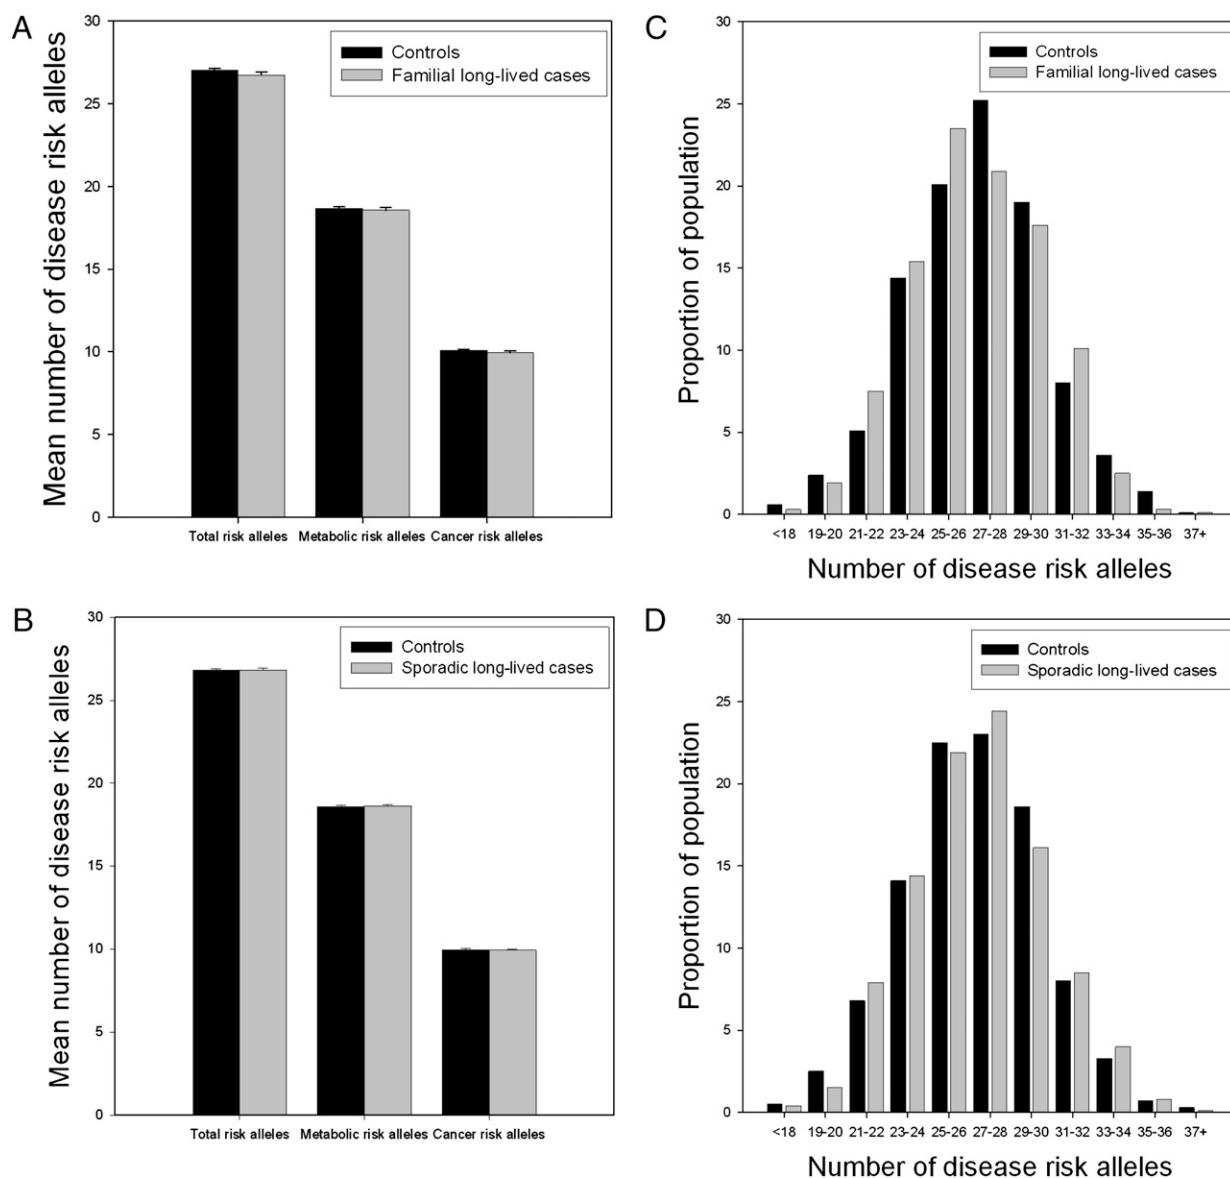 A
Mean number of disease risk alleles
30
25
20
15
10
5
0
Controls
Familial long-lived cases
Total risk alleles Metabolic risk alleles Cancer risk alleles
C
Proportion of population
30
25
20
15
10
5
0
Controls
Familial long-lived cases
<18 19-20 21-22 23-24 25-26 27-28 29-30 31-32 33-34 35-36 37+
Number of disease risk alleles
B
Mean number of disease risk alleles
30
25
20
15
10
5
0
Controls
Sporadic long-lived cases
Total risk alleles Metabolic risk alleles Cancer risk alleles
D
Proportion of population
30
25
20
15
10
5
0
Controls
Sporadic long-lived cases
<18 19-20 21-22 23-24 25-26 27-28 29-30 31-32 33-34 35-36 37+
Number of disease risk alleles